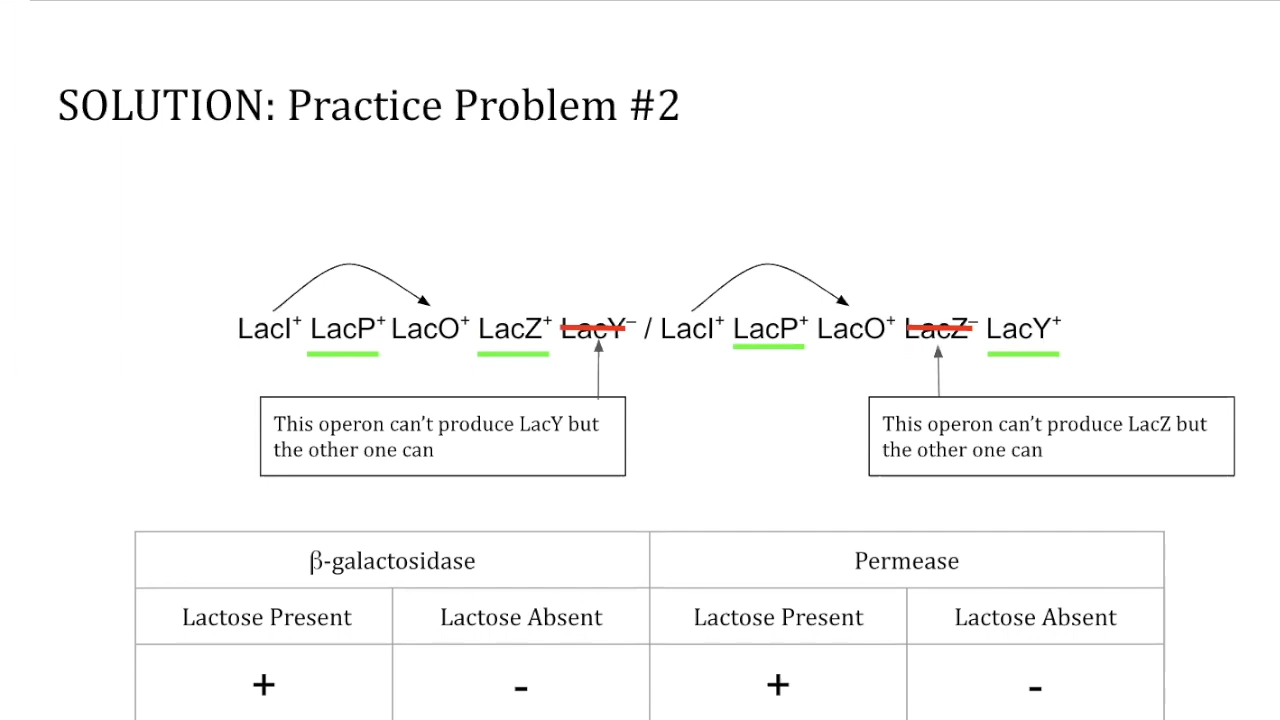 SOLUTION: Practice Problem #2
LacI⁺ LacP⁺ LacO⁺ LacZ⁺ LacY⁻ / LacI⁺ LacP⁺ LacO⁺ LacZ⁻ LacY⁺
This operon can’t produce LacY but
the other one can
This operon can’t produce LacZ but
the other one can
β-galactosidase Permease
Lactose Present Lactose Absent Lactose Present Lactose Absent
+ - + -